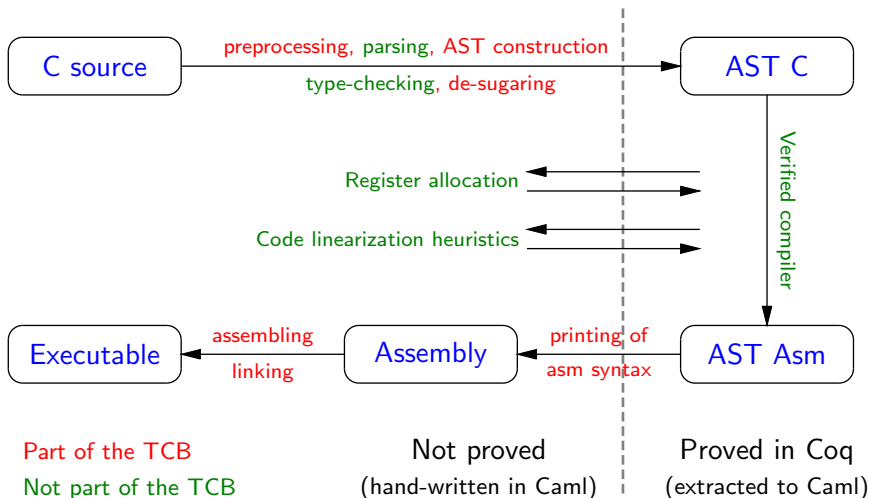 preprocessing, parsing, AST construction
C source
AST C
type-checking, de-sugaring
Verified compiler
Register allocation
Code linearization heuristics
assembling
printing of
Executable
Assembly
AST Asm
linking
asm syntax
Part of the TCB
Not proved
Proved in Coq
Not part of the TCB
(hand-written in Caml)
(extracted to Caml)